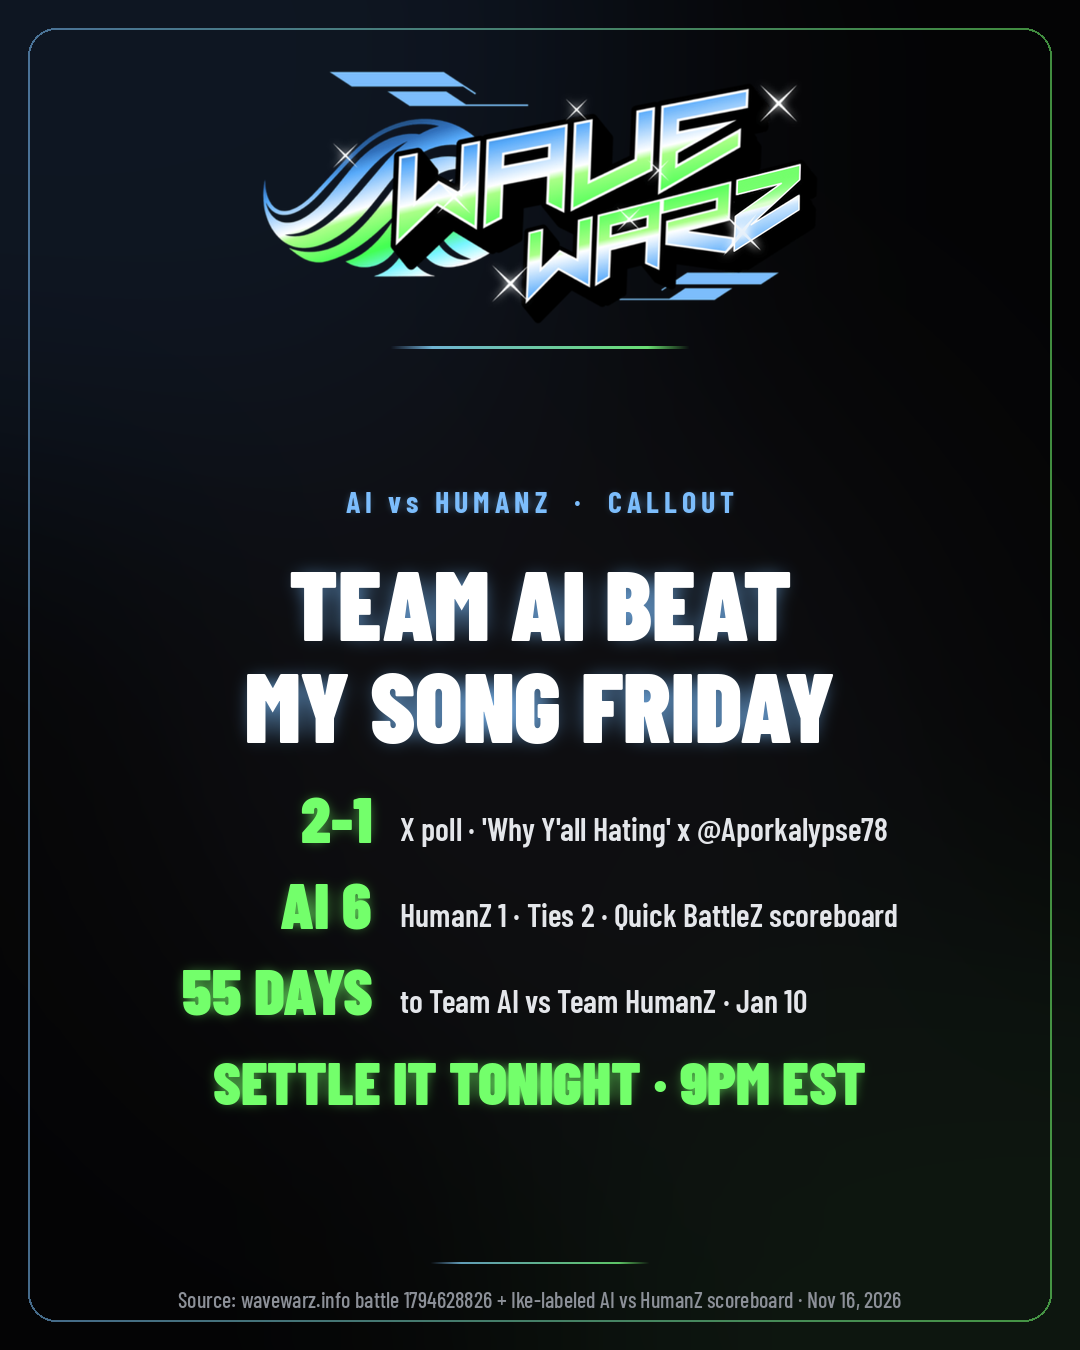 WAVE
WARZ
AI vs HUMANZ · CALLOUT
TEAM AI BEAT
MY SONG FRIDAY
2-1 X poll · 'Why Y'all Hating' x @Aporkalypse78
AI 6 HumanZ 1 · Ties 2 · Quick BattleZ scoreboard
55 DAYS to Team AI vs Team HumanZ · Jan 10
SETTLE IT TONIGHT · 9PM EST
Source: wavewarz.info battle 1794628826 + Ike-labeled AI vs HumanZ scoreboard · Nov 16, 2026